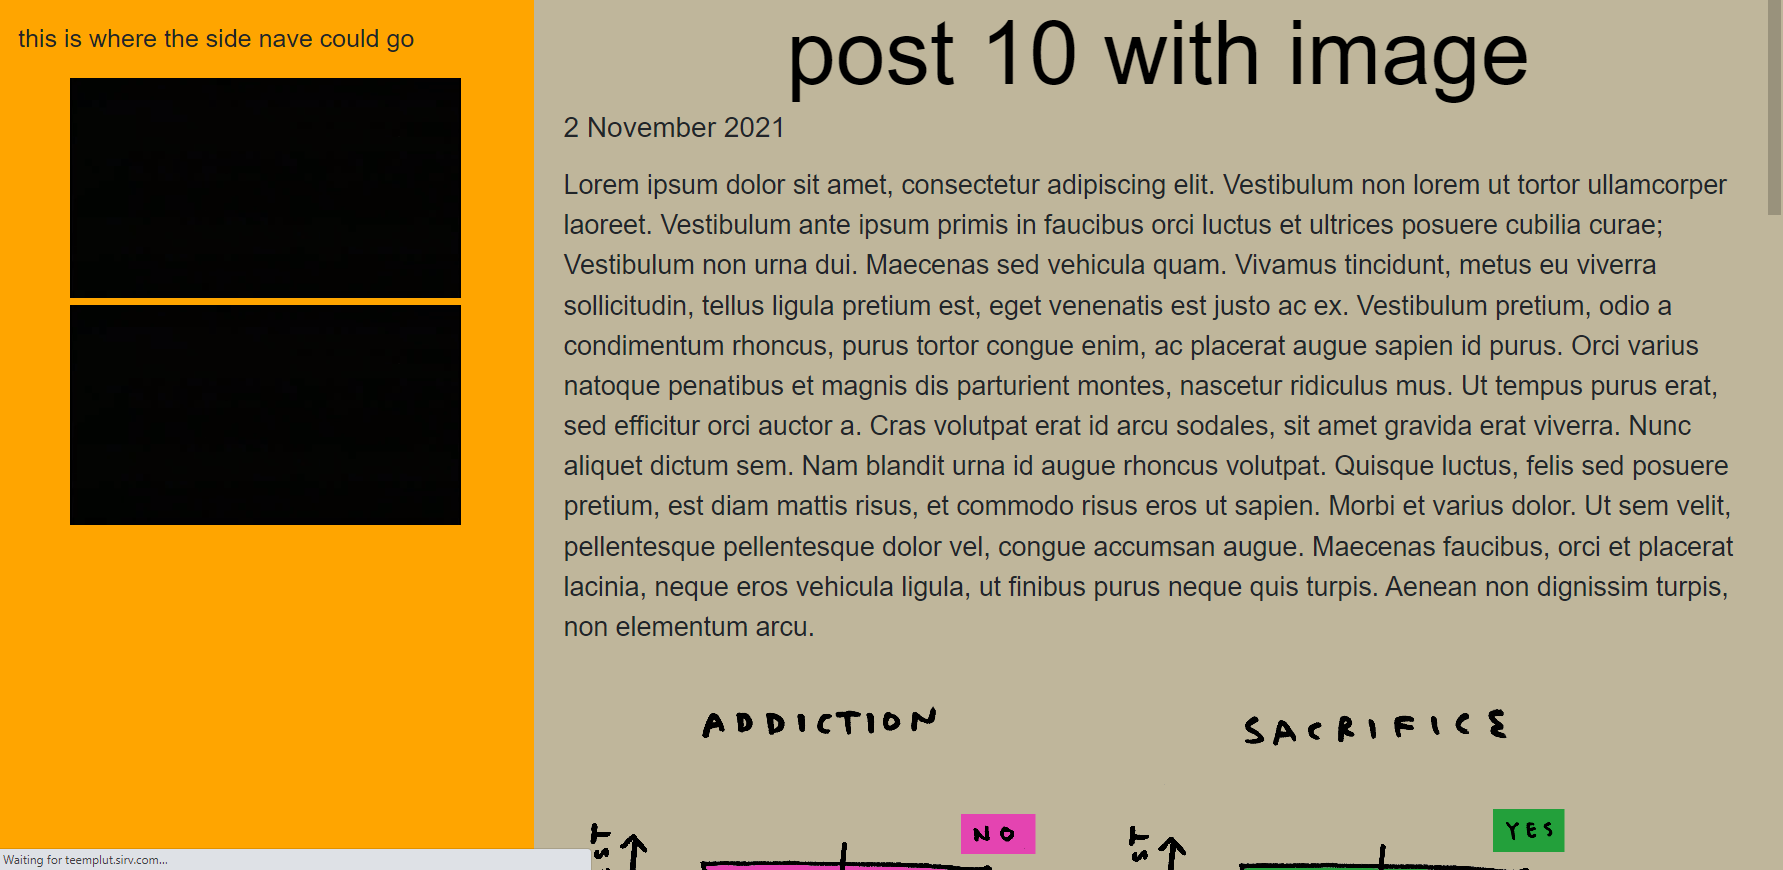 this is where the side nave could go
post 10 with image
2 November 2021
Lorem ipsum dolor sit amet, consectetur adipiscing elit. Vestibulum non lorem ut tortor ullamcorper
laoreet. Vestibulum ante ipsum primis in faucibus orci luctus et ultrices posuere cubilia curae;
Vestibulum non urna dui. Maecenas sed vehicula quam. Vivamus tincidunt, metus eu viverra
sollicitudin, tellus ligula pretium est, eget venenatis est justo ac ex. Vestibulum pretium, odio a
condimentum rhoncus, purus tortor congue enim, ac placerat augue sapien id purus. Orci varius
natoque penatibus et magnis dis parturient montes, nascetur ridiculus mus. Ut tempus purus erat,
sed efficitur orci auctor a. Cras volutpat erat id arcu sodales, sit amet gravida erat viverra. Nunc
aliquet dictum sem. Nam blandit urna id augue rhoncus volutpat. Quisque luctus, felis sed posuere
pretium, est diam mattis risus, et commodo risus eros ut sapien. Morbi et varius dolor. Ut sem velit,
pellentesque pellentesque dolor vel, congue accumsan augue. Maecenas faucibus, orci et placerat
lacinia, neque eros vehicula ligula, ut finibus purus neque quis turpis. Aenean non dignissim turpis,
non elementum arcu.
ADDICTION
SACRIFICE
NO
YES
Waiting for teemplut.sirv.com...